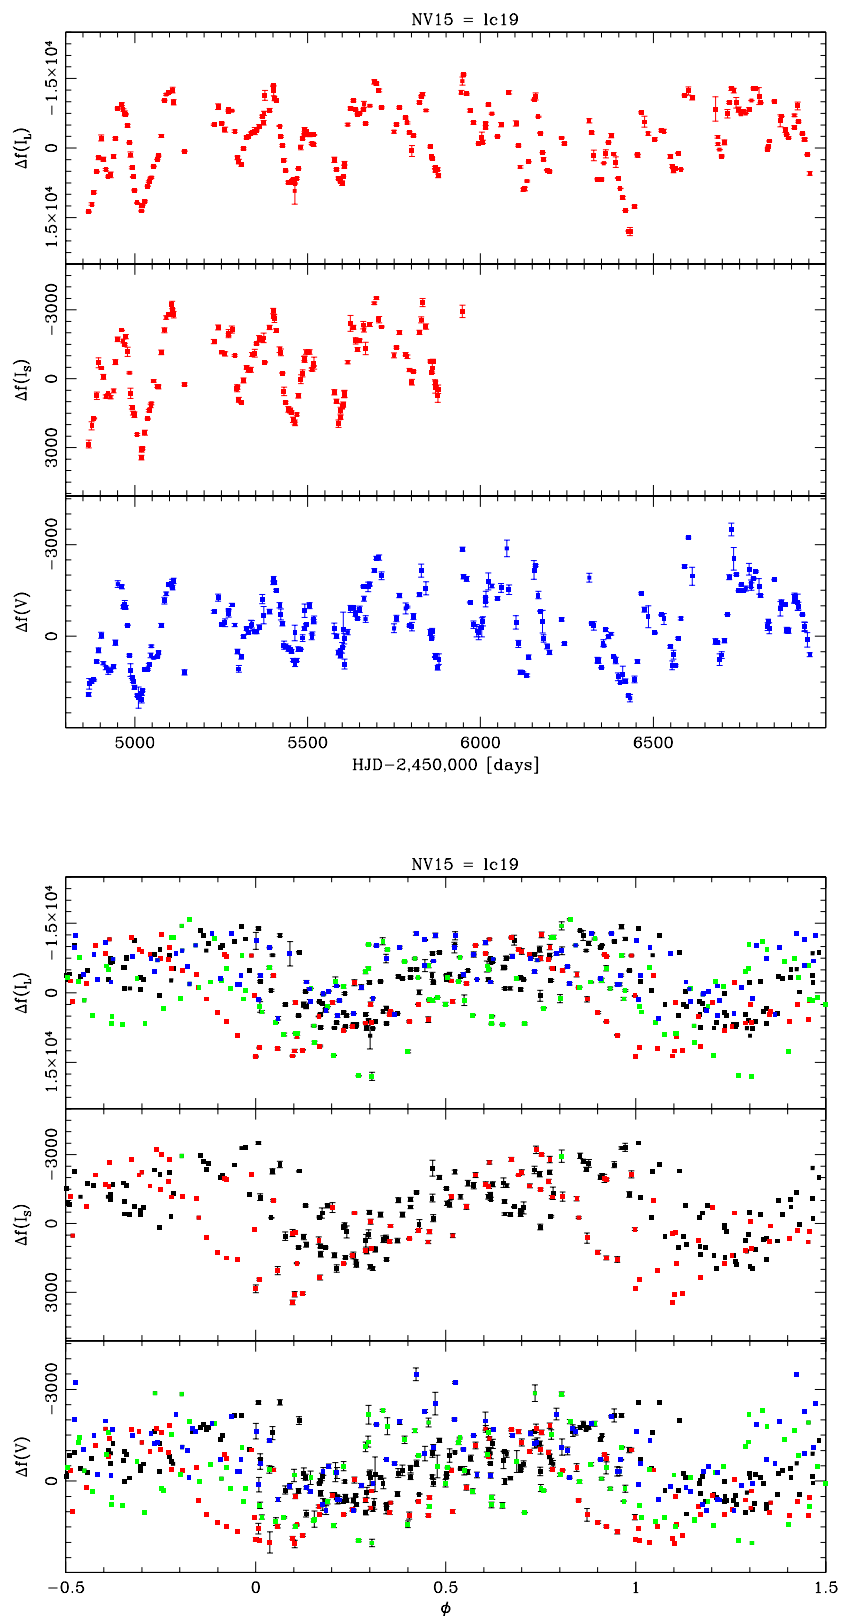 NV15 = lc19
−1.5×10⁴
0
1.5×10⁴
Δf(I_L)
−3000
0
3000
Δf(I_S)
−3000
0
Δf(V)
5000 5500 6000 6500
HJD−2,450,000 [days]
NV15 = lc19
−1.5×10⁴
0
1.5×10⁴
Δf(I_L)
−3000
0
3000
Δf(I_S)
−3000
0
Δf(V)
−0.5 0 0.5 1 1.5
ϕ